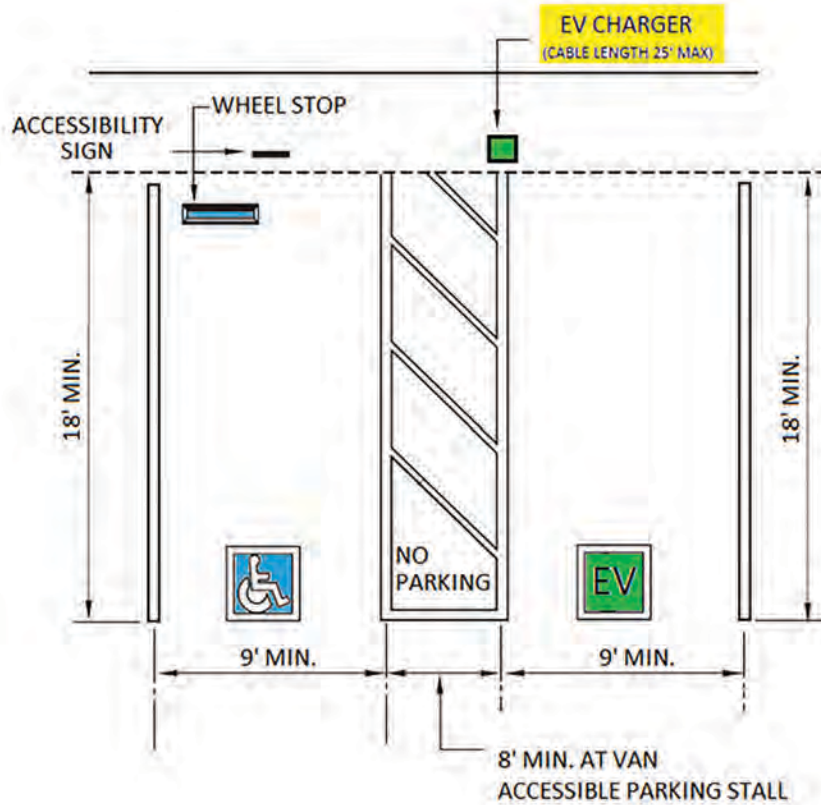 EV CHARGER
(CABLE LENGTH 25' MAX)
WHEEL STOP
ACCESSIBILITY
SIGN
18' MIN.
18' MIN.
NO
PARKING
EV
9' MIN.
9' MIN.
8' MIN. AT VAN
ACCESSIBLE PARKING STALL